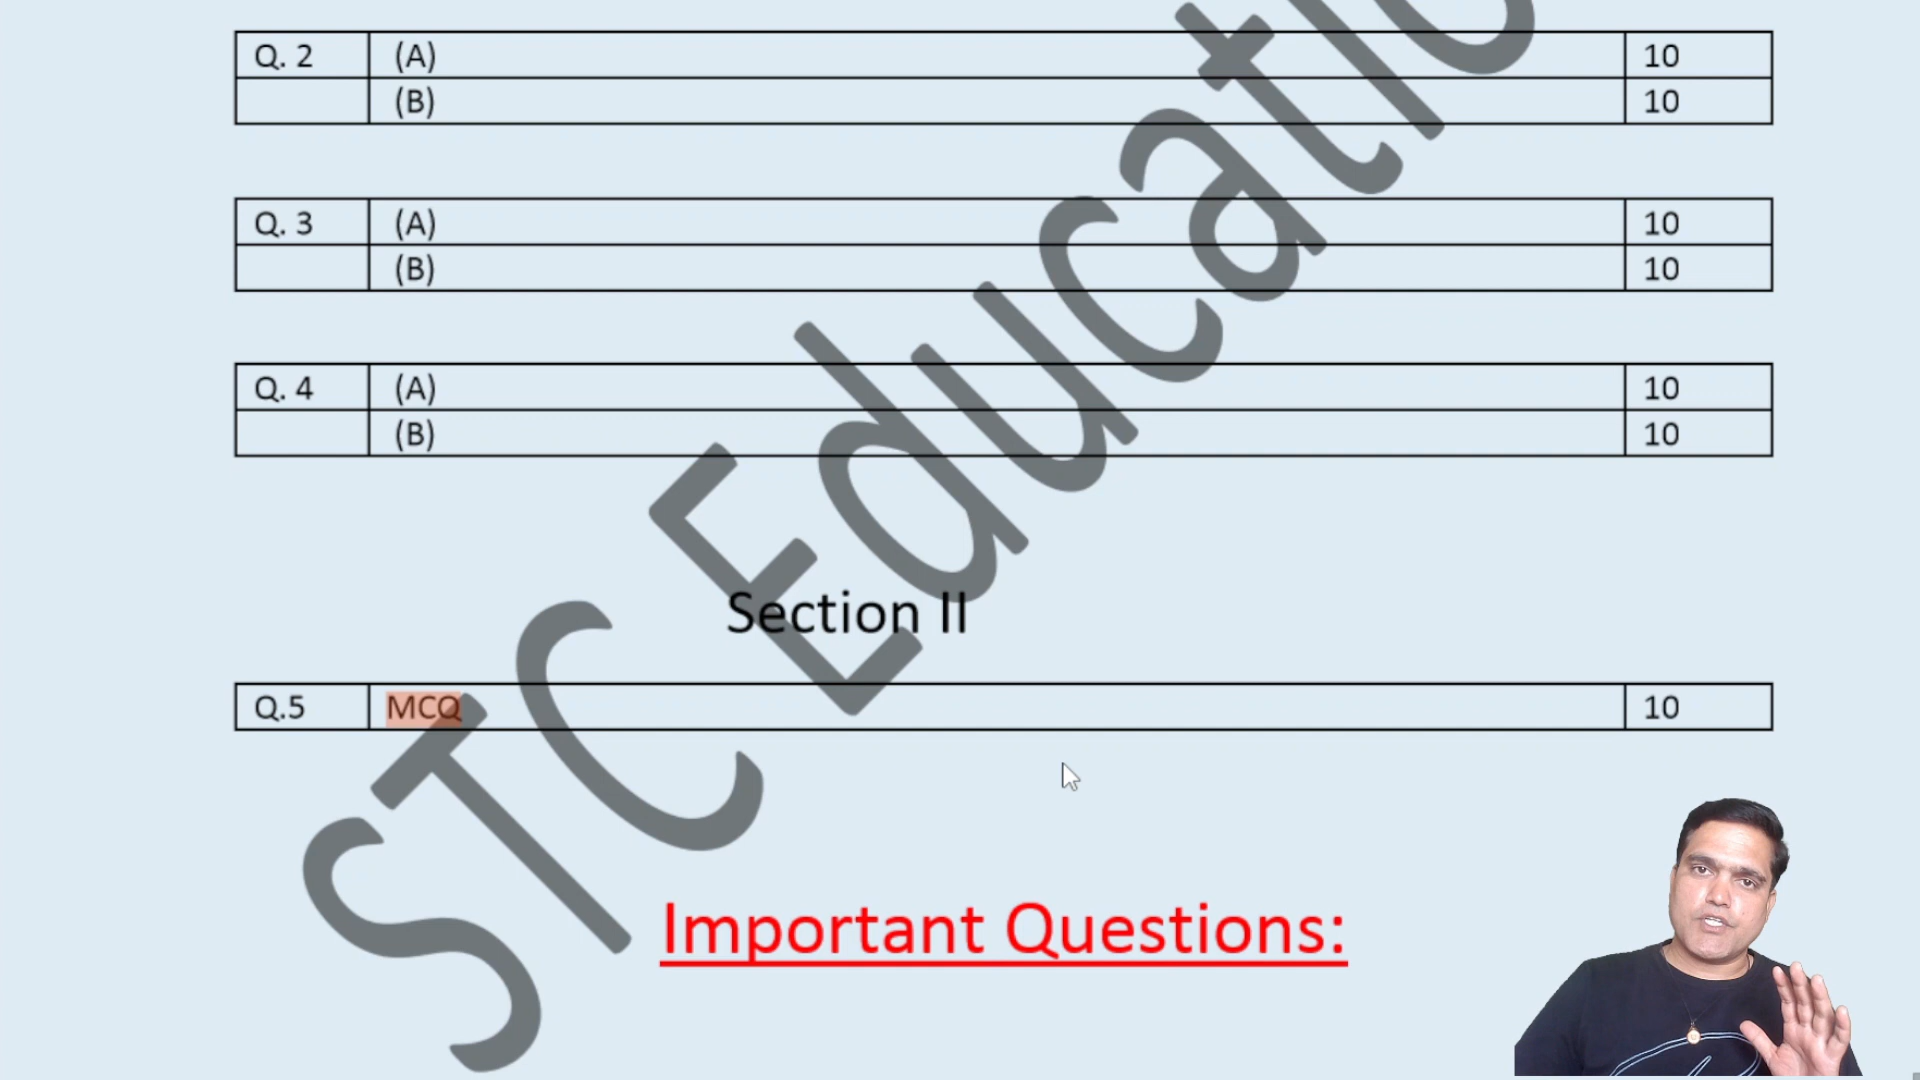 Q. 2 (A) 10
(B) 10
Q. 3 (A) 10
(B) 10
Q. 4 (A) 10
(B) 10
Section II
Q.5 MCQ 10
Important Questions:
STC Educatio